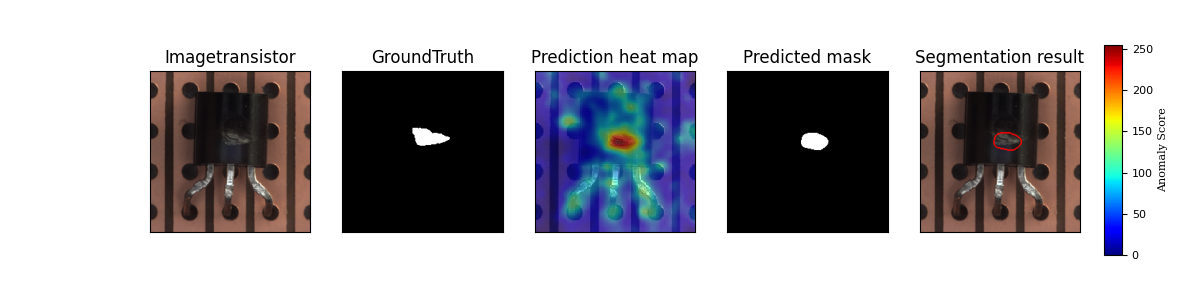 Imagetransistor
GroundTruth
Prediction heat map
Predicted mask
Segmentation result
250
200
150
100
50
0
Anomaly Score